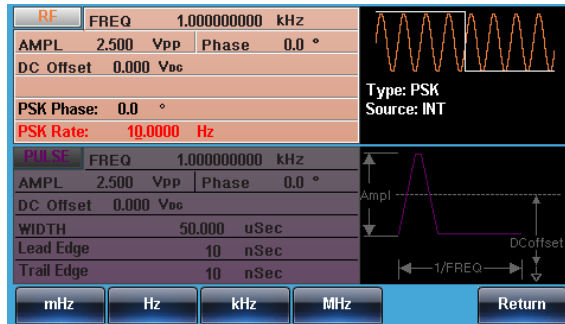 RF FREQ 1.000000000 kHz
AMPL 2.500 Vpp Phase 0.0 °
DC Offset 0.000 VDC
PSK Phase: 0.0 °
PSK Rate: 10.0000 Hz
Type: PSK
Source: INT
PULSE FREQ 1.000000000 kHz
AMPL 2.500 Vpp Phase 0.0 °
DC Offset 0.000 VDC
WIDTH 50.000 uSec
Lead Edge 10 nSec
Trail Edge 10 nSec
Ampl
DCoffset
1/FREQ
mHz Hz kHz MHz Return